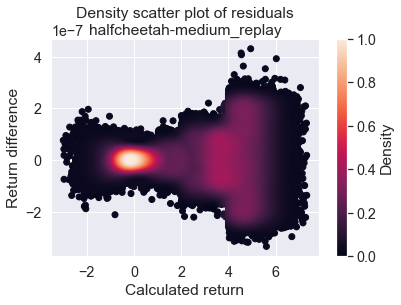 Density scatter plot of residuals
1e−7 halfcheetah-medium_replay
4
2
0
−2
−2 0 2 4 6
Return difference
Calculated return
1.0
0.8
0.6
0.4
0.2
0.0
Density